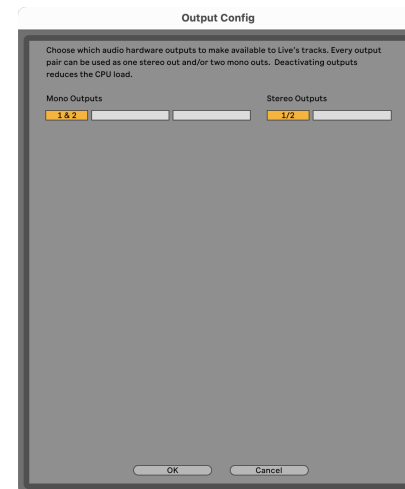 Output Config
Choose which audio hardware outputs to make available to Live's tracks. Every output
pair can be used as one stereo out and/or two mono outs.  Deactivating outputs
reduces the CPU load.
Mono Outputs Stereo Outputs
1 & 2 1/2
OK Cancel